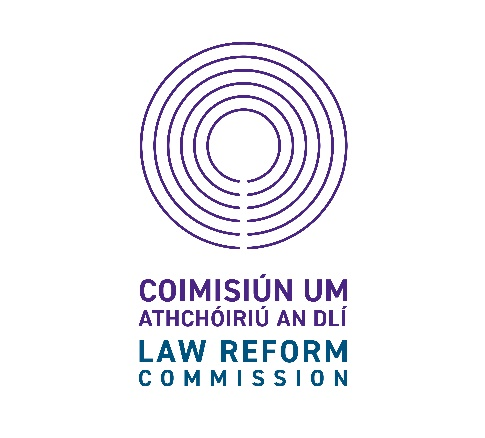 COIMISIÚN UM
ATHCHÓIRIÚ AN DLÍ
LAW REFORM
COMMISSION